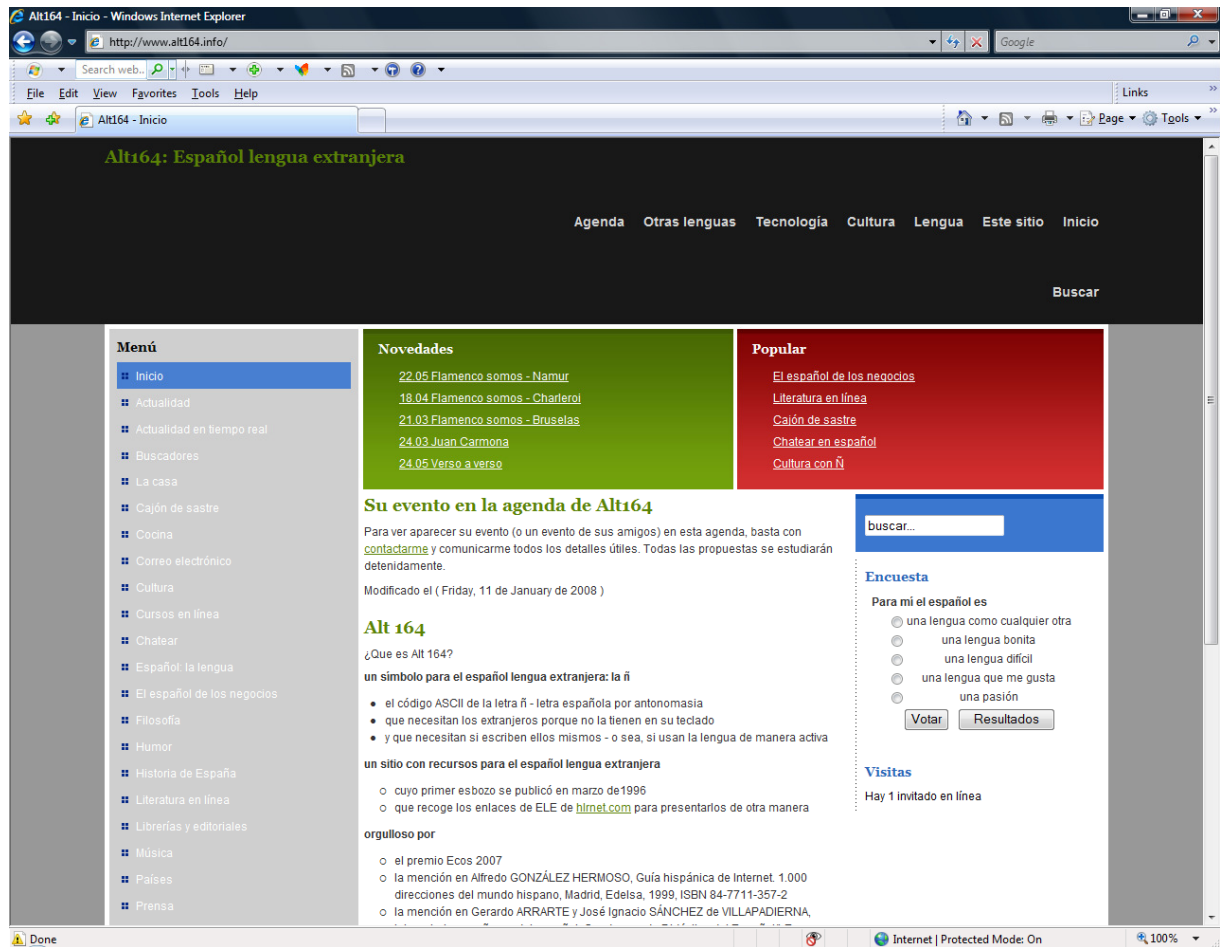 Alt164 - Inicio - Windows Internet Explorer
http://www.alt164.info/
Google
Search web..
File Edit View Favorites Tools Help
Links
Alt164 - Inicio
Page Tools
Alt164: Español lengua extranjera
Agenda Otras lenguas Tecnología Cultura Lengua Este sitio Inicio
Buscar
Menú
Inicio
Actualidad
Actualidad en tiempo real
Buscadores
La casa
Cajón de sastre
Cocina
Correo electrónico
Cultura
Cursos en línea
Chatear
Español: la lengua
El español de los negocios
Filosofía
Humor
Historia de España
Literatura en línea
Librerías y editoriales
Música
Países
Prensa
Novedades
22.05 Flamenco somos - Namur
18.04 Flamenco somos - Charleroi
21.03 Flamenco somos - Bruselas
24.03 Juan Carmona
24.05 Verso a verso
Popular
El español de los negocios
Literatura en línea
Cajón de sastre
Chatear en español
Cultura con Ñ
Su evento en la agenda de Alt164
Para ver aparecer su evento (o un evento de sus amigos) en esta agenda, basta con
contactarme y comunicarme todos los detalles útiles. Todas las propuestas se estudiarán
detenidamente.
Modificado el ( Friday, 11 de January de 2008 )
Alt 164
¿Que es Alt 164?
un símbolo para el español lengua extranjera: la ñ
el código ASCII de la letra ñ - letra española por antonomasia
que necesitan los extranjeros porque no la tienen en su teclado
y que necesitan si escriben ellos mismos - o sea, si usan la lengua de manera activa
un sitio con recursos para el español lengua extranjera
cuyo primer esbozo se publicó en marzo de1996
que recoge los enlaces de ELE de hlrnet.com para presentarlos de otra manera
orgulloso por
el premio Ecos 2007
la mención en Alfredo GONZÁLEZ HERMOSO, Guía hispánica de Internet. 1.000
direcciones del mundo hispano, Madrid, Edelsa, 1999, ISBN 84-7711-357-2
la mención en Gerardo ARRARTE y José Ignacio SÁNCHEZ de VILLAPADIERNA,
buscar...
Encuesta
Para mi el español es
una lengua como cualquier otra
una lengua bonita
una lengua difícil
una lengua que me gusta
una pasión
Votar Resultados
Visitas
Hay 1 invitado en línea
Done
Internet | Protected Mode: On
100%